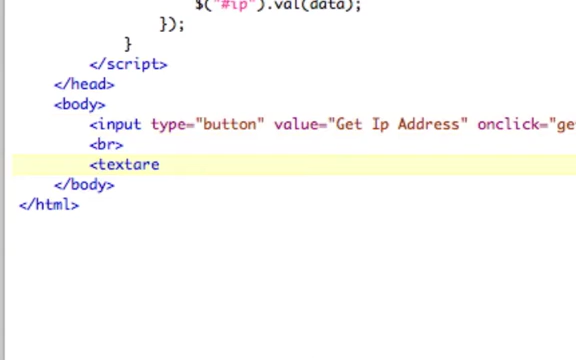 $("#ip").val(data);
});
}
</script>
</head>
<body>
<input type="button" value="Get Ip Address" onclick="ge
<br>
<textare
</body>
</html>